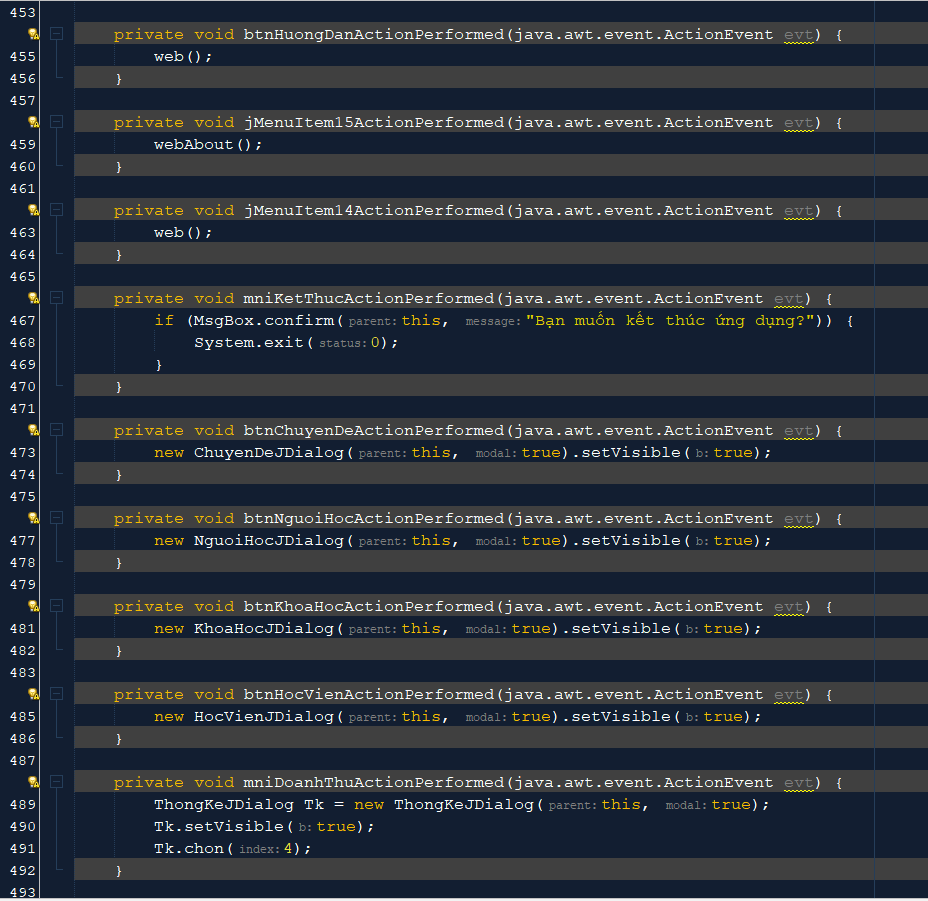 453
private void btnHuongDanActionPerformed(java.awt.event.ActionEvent evt) {
455 web();
456 }
457
private void jMenuItem15ActionPerformed(java.awt.event.ActionEvent evt) {
459 webAbout();
460 }
461
private void jMenuItem14ActionPerformed(java.awt.event.ActionEvent evt) {
463 web();
464 }
465
private void mniKetThucActionPerformed(java.awt.event.ActionEvent evt) {
467 if (MsgBox.confirm( parent: this, message: "Bạn muốn kết thúc ứng dụng?")) {
468 System.exit( status: 0);
469 }
470 }
471
private void btnChuyenDeActionPerformed(java.awt.event.ActionEvent evt) {
473 new ChuyenDeJDialog( parent: this, modal: true).setVisible( b: true);
474 }
475
private void btnNguoiHocActionPerformed(java.awt.event.ActionEvent evt) {
477 new NguoiHocJDialog( parent: this, modal: true).setVisible( b: true);
478 }
479
private void btnKhoaHocActionPerformed(java.awt.event.ActionEvent evt) {
481 new KhoaHocJDialog( parent: this, modal: true).setVisible( b: true);
482 }
483
private void btnHocVienActionPerformed(java.awt.event.ActionEvent evt) {
485 new HocVienJDialog( parent: this, modal: true).setVisible( b: true);
486 }
487
private void mniDoanhThuActionPerformed(java.awt.event.ActionEvent evt) {
489 ThongKeJDialog Tk = new ThongKeJDialog( parent: this, modal: true);
490 Tk.setVisible( b: true);
491 Tk.chon( index: 4);
492 }
493